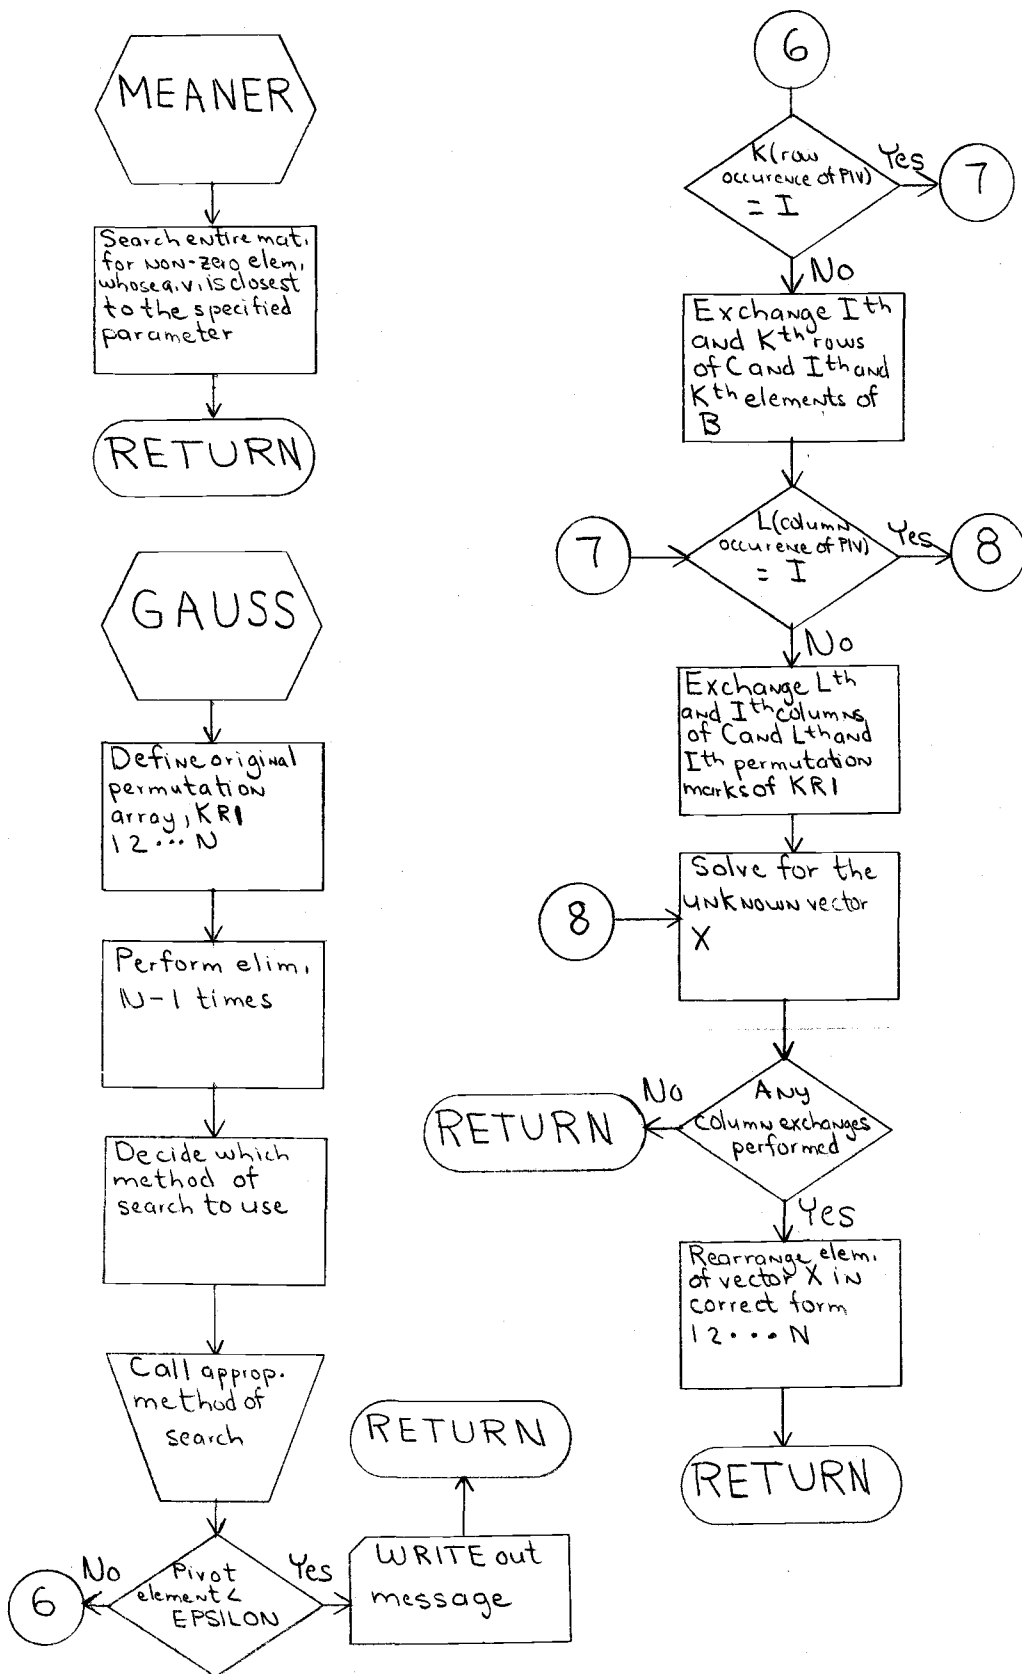 MEANER
Search entire mat.
for non-zero elem.
whose a.v. is closest
to the specified
parameter
RETURN
GAUSS
Define original
permutation
array, KRI
1 2 ... N
Perform elim.
N-1 times
Decide which
method of
search to use
Call approp.
method of
search
Pivot
element <
EPSILON
No
6
Yes
WRITE out
message
RETURN
6
K(row
occurence of PIV)
= I
Yes
7
No
Exchange Ith
and Kth rows
of C and Ith and
Kth elements of
B
7
L(column
occurence of PIV)
= I
Yes
8
No
Exchange Lth
and Ith columns
of C and Lth and
Ith permutation
marks of KRI
8
Solve for the
unknown vector
X
Any
column exchanges
performed
No
RETURN
Yes
Rearrange elem.
of vector X in
correct form
1 2 ... N
RETURN